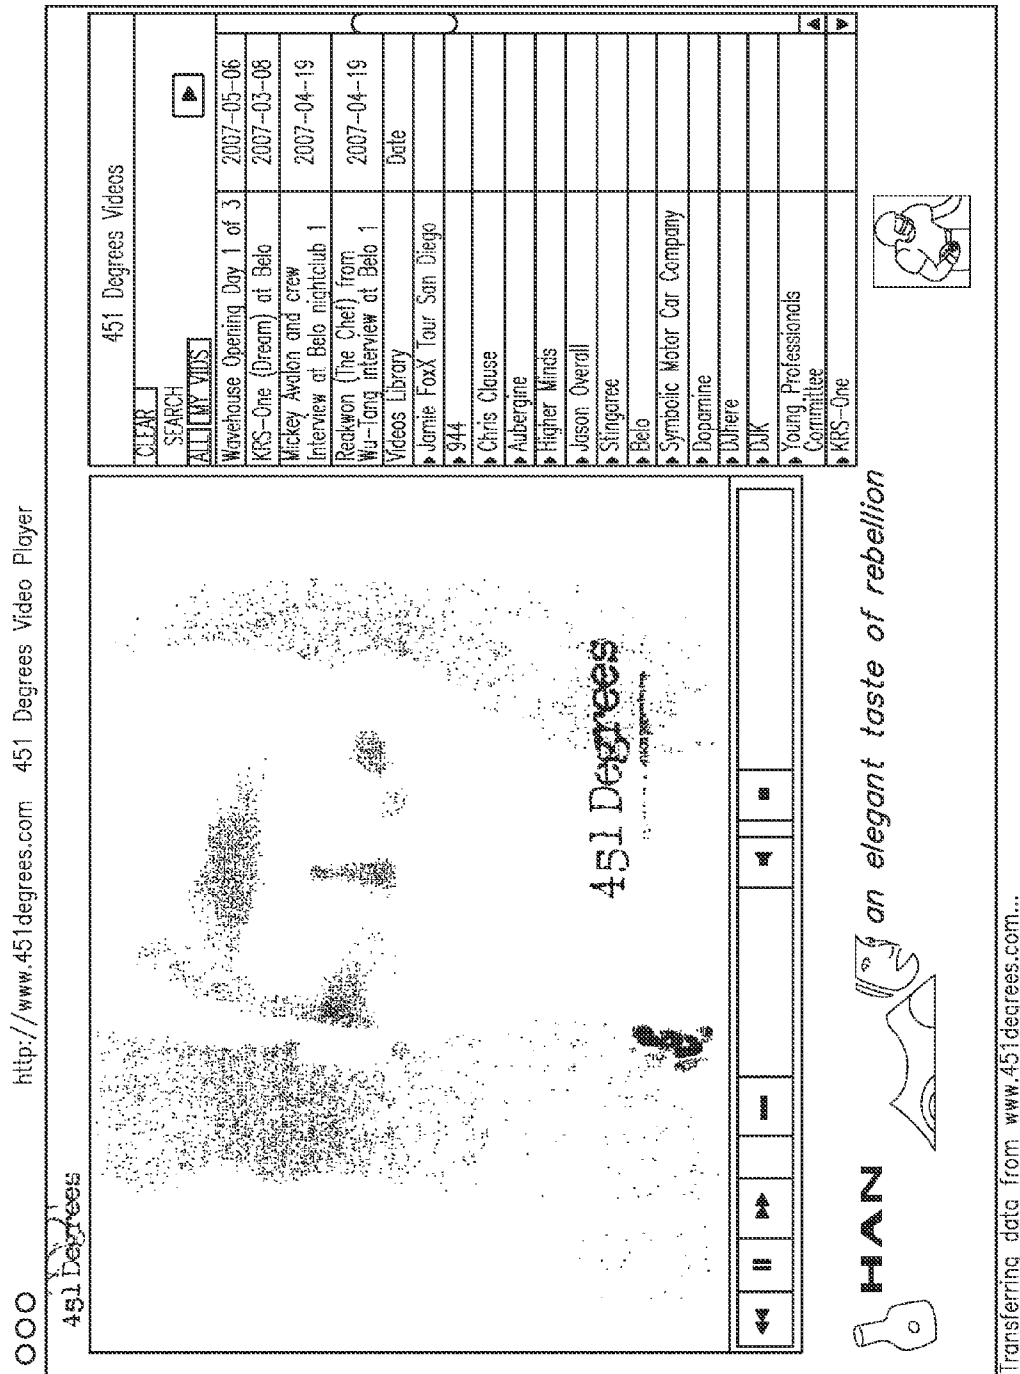 http://www.451degrees.com 451 Degrees Video Player
451 Degrees
451 Degrees Videos
CLEAR
SEARCH
ALL MY VIDS
Wavehouse Opening Day 1 of 3 2007-05-06
KRS-One (Dream) at Belo 2007-03-08
Mickey Avalon and crew
Interview at Belo nightclub 1 2007-04-19
Reakwon (The Chef) from
Wu-Tang interview at Belo 1 2007-04-19
Videos Library Date
Jamie FoxX Tour San Diego
944
Chris Clause
Aubergine
Higher Minds
Jason Overall
Stingaree
Belo
Symbolic Motor Car Company
Dopamine
DJhere
DJK
Young Professionals
Committee
KRS-One
451 Degrees
HAN
an elegant taste of rebellion
Transferring data from www.451degrees.com...